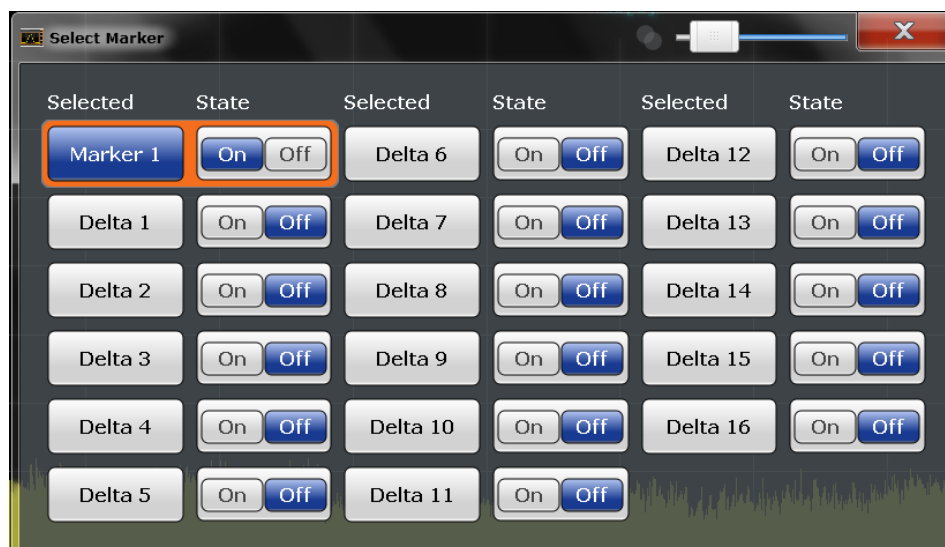 Select Marker
Selected State Selected State Selected State
Marker 1 On Off Delta 6 On Off Delta 12 On Off
Delta 1 On Off Delta 7 On Off Delta 13 On Off
Delta 2 On Off Delta 8 On Off Delta 14 On Off
Delta 3 On Off Delta 9 On Off Delta 15 On Off
Delta 4 On Off Delta 10 On Off Delta 16 On Off
Delta 5 On Off Delta 11 On Off